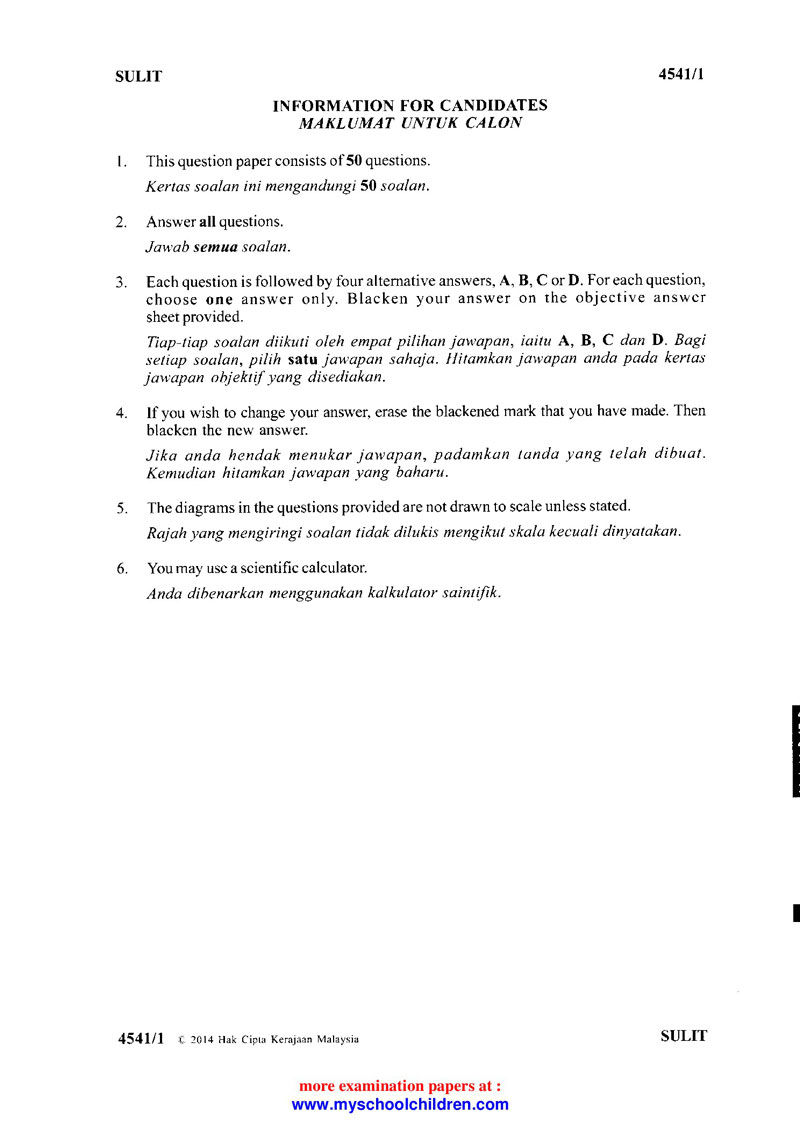 SULIT 4541/1
INFORMATION FOR CANDIDATES
MAKLUMAT UNTUK CALON
1. This question paper consists of 50 questions.
Kertas soalan ini mengandungi 50 soalan.
2. Answer all questions.
Jawab semua soalan.
3. Each question is followed by four alternative answers, A, B, C or D. For each question,
choose one answer only. Blacken your answer on the objective answer
sheet provided.
Tiap-tiap soalan diikuti oleh empat pilihan jawapan, iaitu A, B, C dan D. Bagi
setiap soalan, pilih satu jawapan sahaja. Hitamkan jawapan anda pada kertas
jawapan objektif yang disediakan.
4. If you wish to change your answer, erase the blackened mark that you have made. Then
blacken the new answer.
Jika anda hendak menukar jawapan, padamkan tanda yang telah dibuat.
Kemudian hitamkan jawapan yang baharu.
5. The diagrams in the questions provided are not drawn to scale unless stated.
Rajah yang mengiringi soalan tidak dilukis mengikut skala kecuali dinyatakan.
6. You may use a scientific calculator.
Anda dibenarkan menggunakan kalkulator saintifik.
4541/1 © 2014 Hak Cipta Kerajaan Malaysia SULIT
more examination papers at :
www.myschoolchildren.com